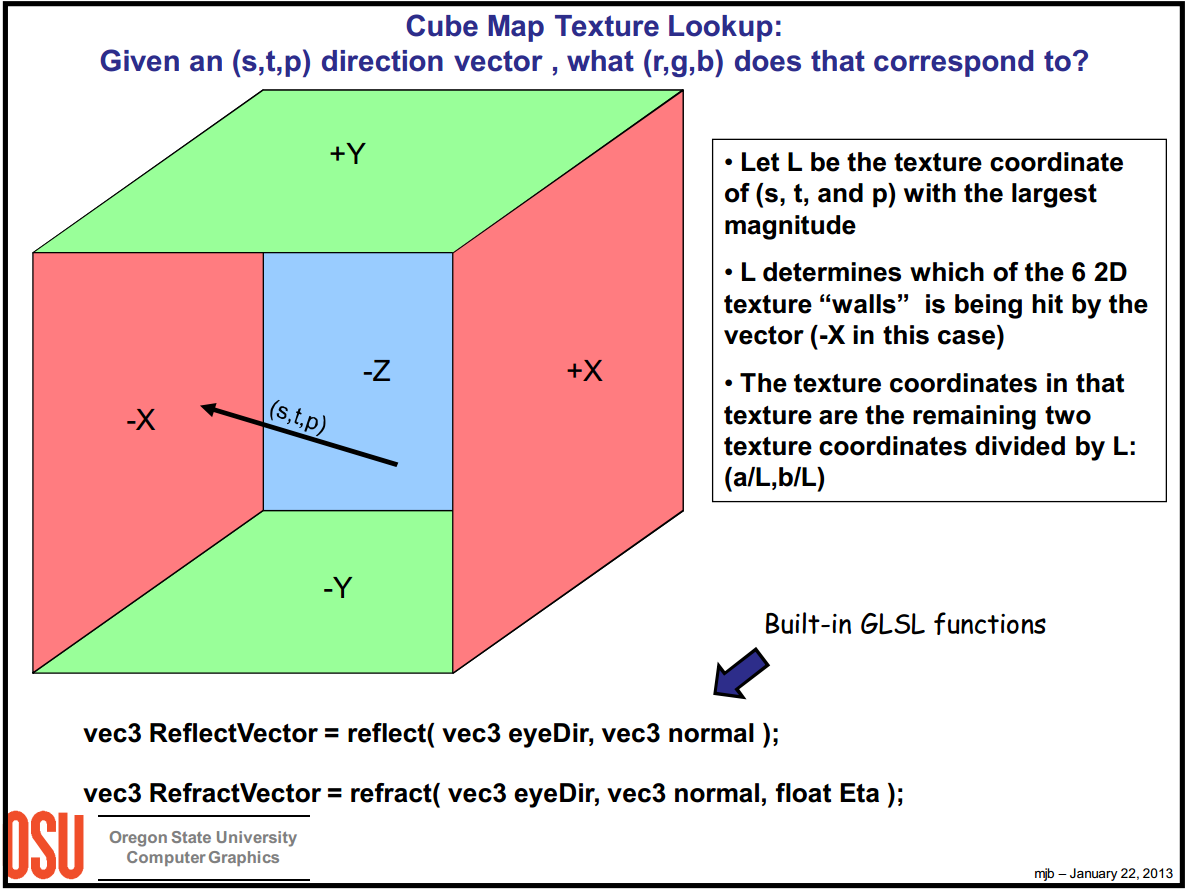 Cube Map Texture Lookup:
Given an (s,t,p) direction vector , what (r,g,b) does that correspond to?
+Y
• Let L be the texture coordinate
of (s, t, and p) with the largest
magnitude
• L determines which of the 6 2D
texture “walls”  is being hit by the
vector (-X in this case)
• The texture coordinates in that
texture are the remaining two
texture coordinates divided by L:
(a/L,b/L)
-Z
+X
-X
(s,t,p)
-Y
Built-in GLSL functions
vec3 ReflectVector = reflect( vec3 eyeDir, vec3 normal );
vec3 RefractVector = refract( vec3 eyeDir, vec3 normal, float Eta );
OSU
Oregon State University
Computer Graphics
mjb – January 22, 2013